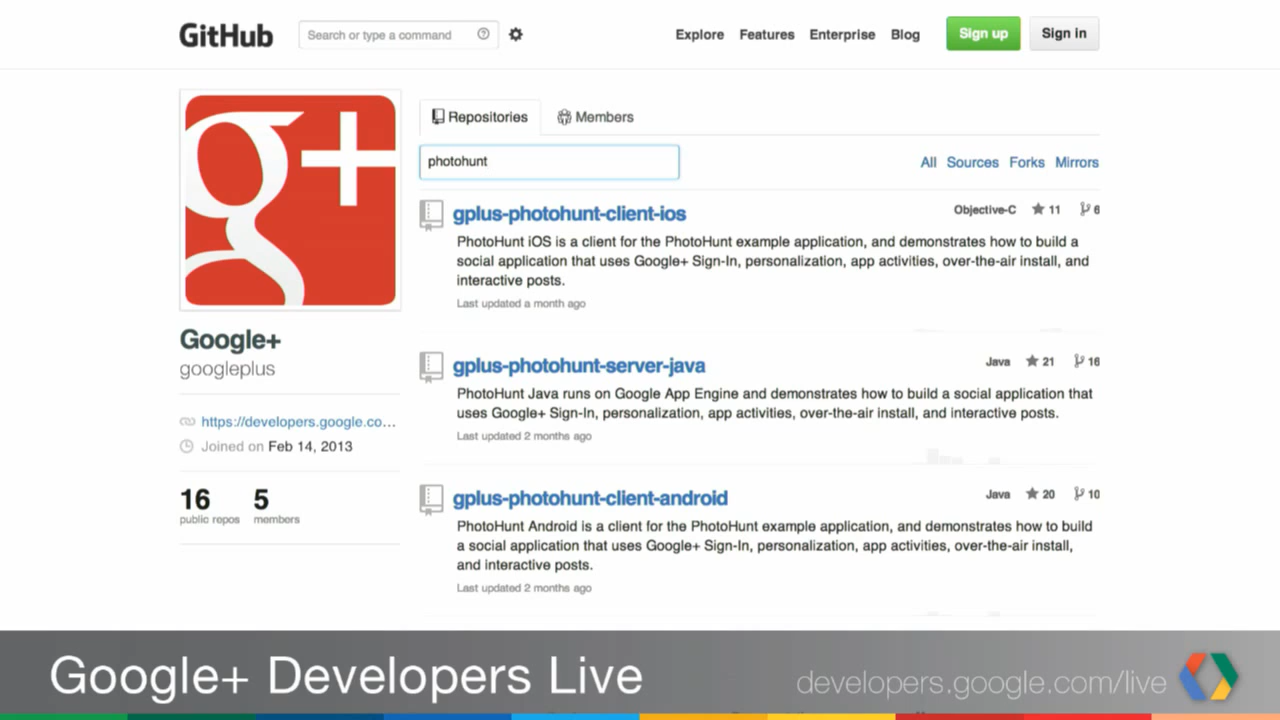 GitHub
Search or type a command
Explore Features Enterprise Blog Sign up Sign in
g+
Repositories Members
photohunt
All Sources Forks Mirrors
gplus-photohunt-client-ios
Objective-C 11 6
PhotoHunt iOS is a client for the PhotoHunt example application, and demonstrates how to build a
social application that uses Google+ Sign-In, personalization, app activities, over-the-air install, and
interactive posts.
Last updated a month ago
Google+
googleplus
https://developers.google.co...
Joined on Feb 14, 2013
16 public repos
5 members
gplus-photohunt-server-java
Java 21 16
PhotoHunt Java runs on Google App Engine and demonstrates how to build a social application that
uses Google+ Sign-In, personalization, app activities, over-the-air install, and interactive posts.
Last updated 2 months ago
gplus-photohunt-client-android
Java 20 10
PhotoHunt Android is a client for the PhotoHunt example application, and demonstrates how to build
a social application that uses Google+ Sign-In, personalization, app activities, over-the-air install,
and interactive posts.
Last updated 2 months ago
Google+ Developers Live
developers.google.com/live